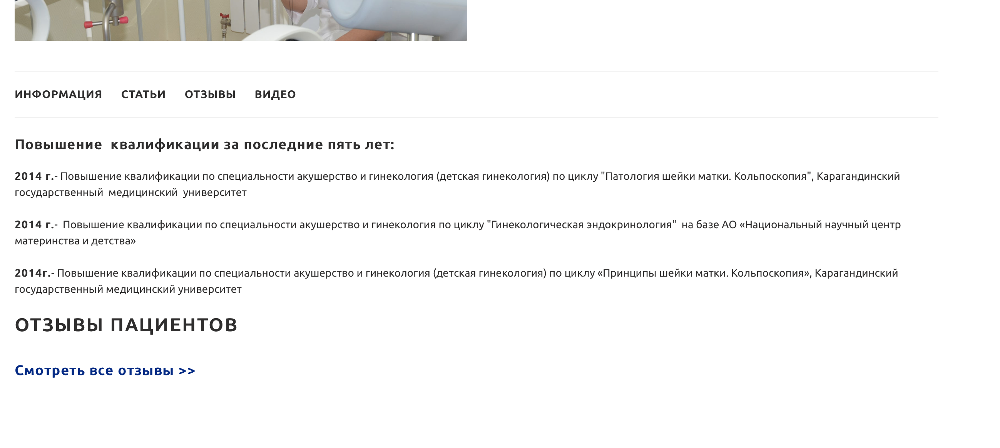 ИНФОРМАЦИЯ СТАТЬИ ОТЗЫВЫ ВИДЕО
Повышение  квалификации за последние пять лет:
2014 г.- Повышение квалификации по специальности акушерство и гинекология (детская гинекология) по циклу "Патология шейки матки. Кольпоскопия", Карагандинский
государственный  медицинский  университет
2014 г.-  Повышение квалификации по специальности акушерство и гинекология по циклу "Гинекологическая эндокринология"  на базе АО «Национальный научный центр
материнства и детства»
2014г.- Повышение квалификации по специальности акушерство и гинекология (детская гинекология) по циклу «Принципы шейки матки. Кольпоскопия», Карагандинский
государственный медицинский университет
ОТЗЫВЫ ПАЦИЕНТОВ
Смотреть все отзывы >>